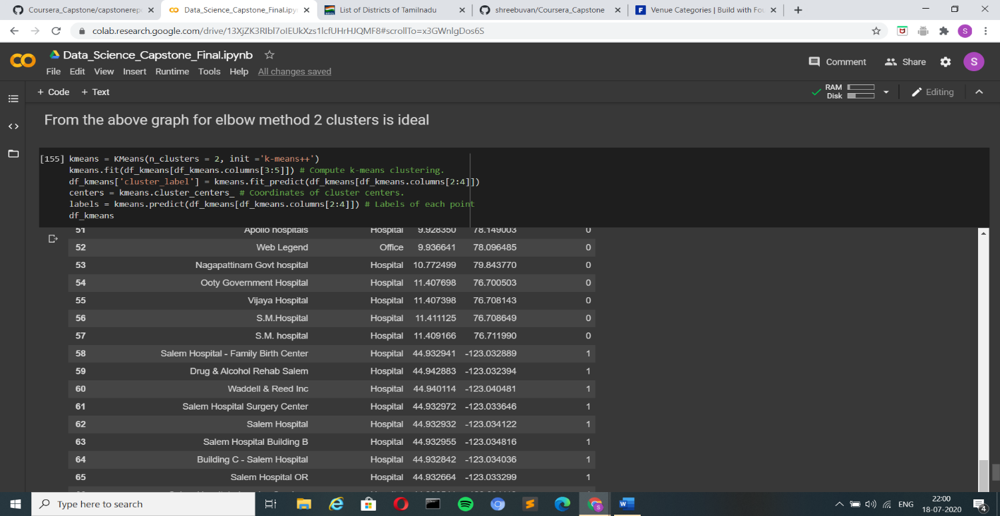 Coursera_Capstone/capstonerepo
Data_Science_Capstone_Final.ipy
List of Districts of Tamilnadu
shreebuvan/Coursera_Capstone
Venue Categories | Build with Fou
colab.research.google.com/drive/13XjZK3RIbl7oIEUkXzs1lcfUHrHJQMF8#scrollTo=x3GWnlgDos6S
S
Data_Science_Capstone_Final.ipynb
Comment Share S
File Edit View Insert Runtime Tools Help All changes saved
+ Code + Text
RAM
Disk
Editing
From the above graph for elbow method 2 clusters is ideal
[155] kmeans = KMeans(n_clusters = 2, init ='k-means++')
kmeans.fit(df_kmeans[df_kmeans.columns[3:5]]) # Compute k-means clustering.
df_kmeans['cluster_label'] = kmeans.fit_predict(df_kmeans[df_kmeans.columns[2:4]])
centers = kmeans.cluster_centers_ # Coordinates of cluster centers.
labels = kmeans.predict(df_kmeans[df_kmeans.columns[2:4]]) # Labels of each point
df_kmeans
51 Apollo hospitals Hospital 9.928350 78.149003 0
52 Web Legend Office 9.936641 78.096485 0
53 Nagapattinam Govt hospital Hospital 10.772499 79.843770 0
54 Ooty Government Hospital Hospital 11.407698 76.700503 0
55 Vijaya Hospital Hospital 11.407398 76.708143 0
56 S.M.Hospital Hospital 11.411125 76.708649 0
57 S.M. hospital Hospital 11.409166 76.711990 0
58 Salem Hospital - Family Birth Center Hospital 44.932941 -123.032889 1
59 Drug & Alcohol Rehab Salem Hospital 44.942883 -123.032394 1
60 Waddell & Reed Inc Hospital 44.940114 -123.040481 1
61 Salem Hospital Surgery Center Hospital 44.932972 -123.033646 1
62 Salem Hospital Hospital 44.932932 -123.034122 1
63 Salem Hospital Building B Hospital 44.932955 -123.034816 1
64 Building C - Salem Hospital Hospital 44.932842 -123.034036 1
65 Salem Hospital OR Hospital 44.932664 -123.033299 1
Type here to search
ENG
22:00
18-07-2020
4